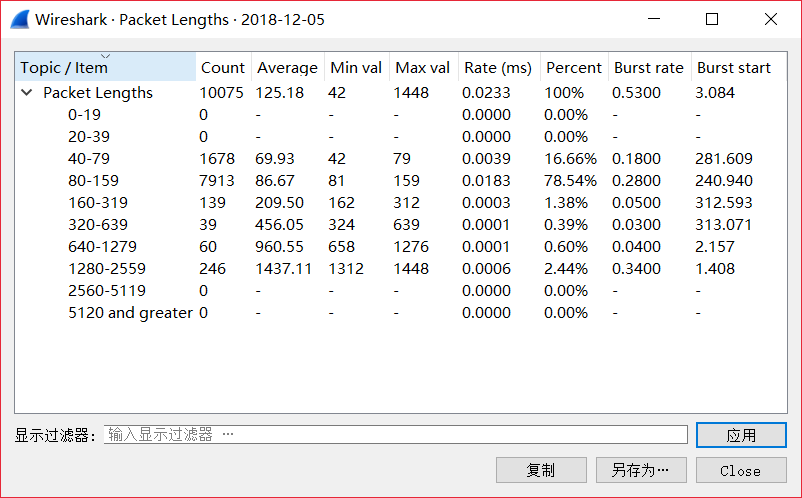 Wireshark · Packet Lengths · 2018-12-05
Topic / Item Count Average Min val Max val Rate (ms) Percent Burst rate Burst start
Packet Lengths 10075 125.18 42 1448 0.0233 100% 0.5300 3.084
0-19 0 - - - 0.0000 0.00% - -
20-39 0 - - - 0.0000 0.00% - -
40-79 1678 69.93 42 79 0.0039 16.66% 0.1800 281.609
80-159 7913 86.67 81 159 0.0183 78.54% 0.2800 240.940
160-319 139 209.50 162 312 0.0003 1.38% 0.0500 312.593
320-639 39 456.05 324 639 0.0001 0.39% 0.0300 313.071
640-1279 60 960.55 658 1276 0.0001 0.60% 0.0400 2.157
1280-2559 246 1437.11 1312 1448 0.0006 2.44% 0.3400 1.408
2560-5119 0 - - - 0.0000 0.00% - -
5120 and greater 0 - - - 0.0000 0.00% - -
显示过滤器: 输入显示过滤器 … 应用
复制 另存为… Close